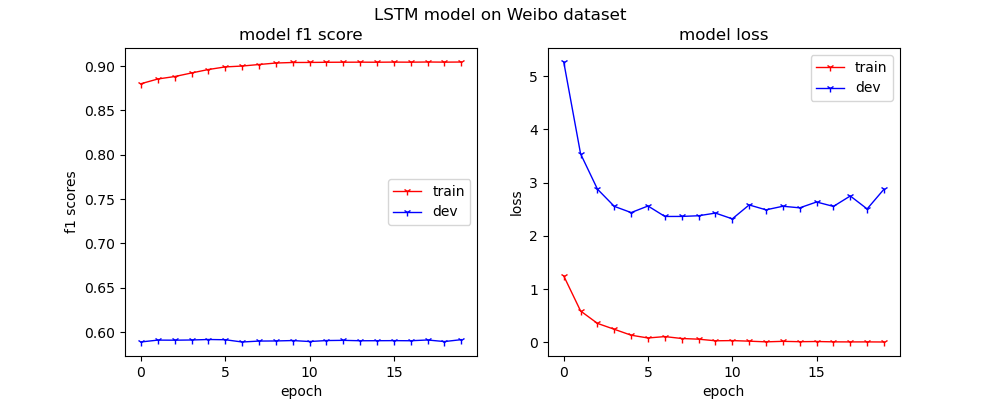 LSTM model on Weibo dataset
model f1 score
f1 scores
0.90
0.85
0.80
0.75
0.70
0.65
0.60
train
dev
0
5
10
15
epoch
model loss
loss
5
4
3
2
1
0
train
dev
0
5
10
15
epoch